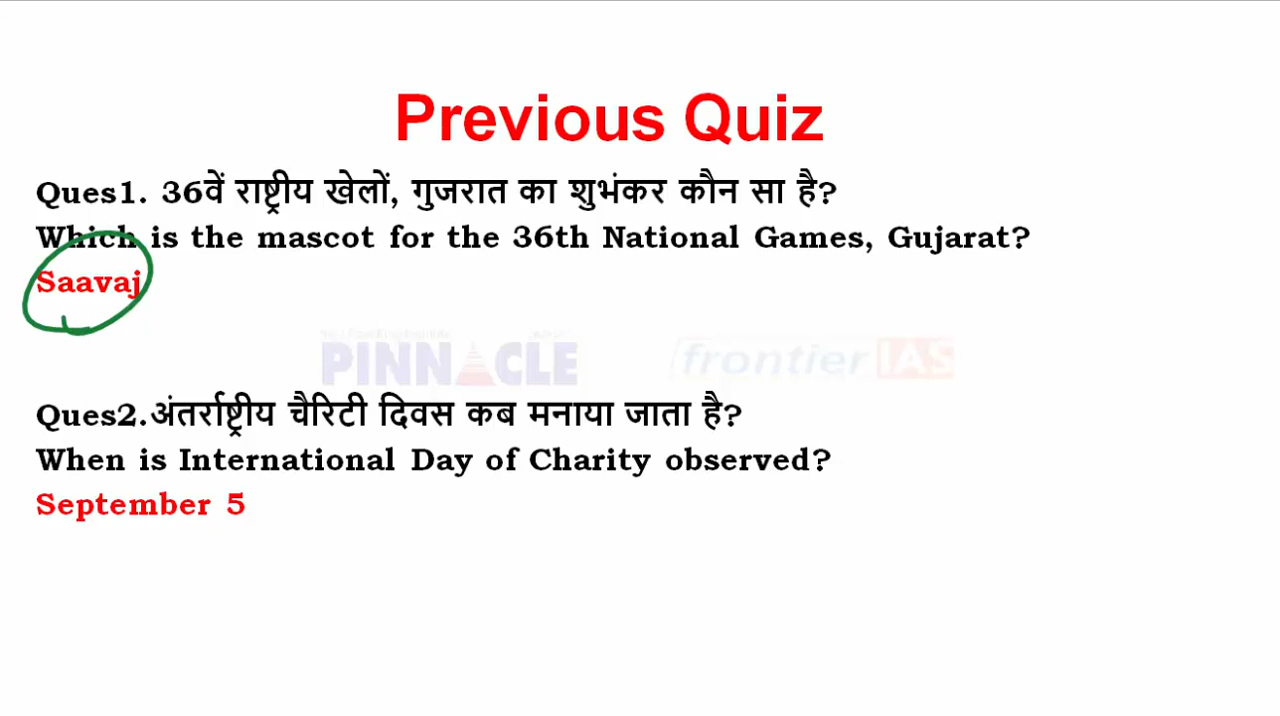 Previous Quiz
Ques1. 36वें राष्ट्रीय खेलों, गुजरात का शुभंकर कौन सा है?
Which is the mascot for the 36th National Games, Gujarat?
Saavaj
PINNACLE frontier IAS
Ques2.अंतर्राष्ट्रीय चैरिटी दिवस कब मनाया जाता है?
When is International Day of Charity observed?
September 5